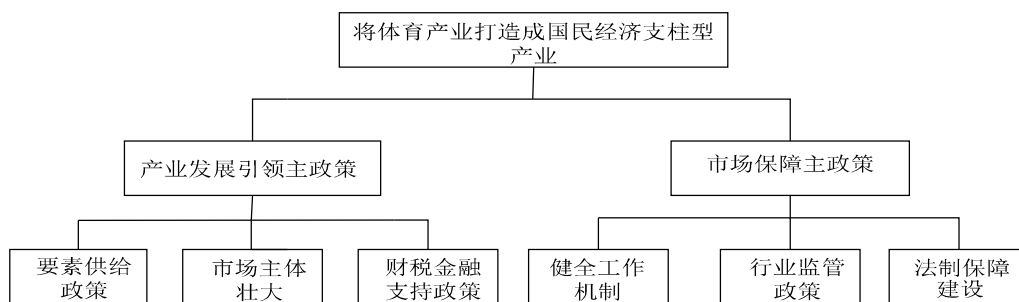 将体育产业打造成国民经济支柱型
产业
产业发展引领主政策
市场保障主政策
要素供给
政策
市场主体
壮大
财税金融
支持政策
健全工作
机制
行业监管
政策
法制保障
建设